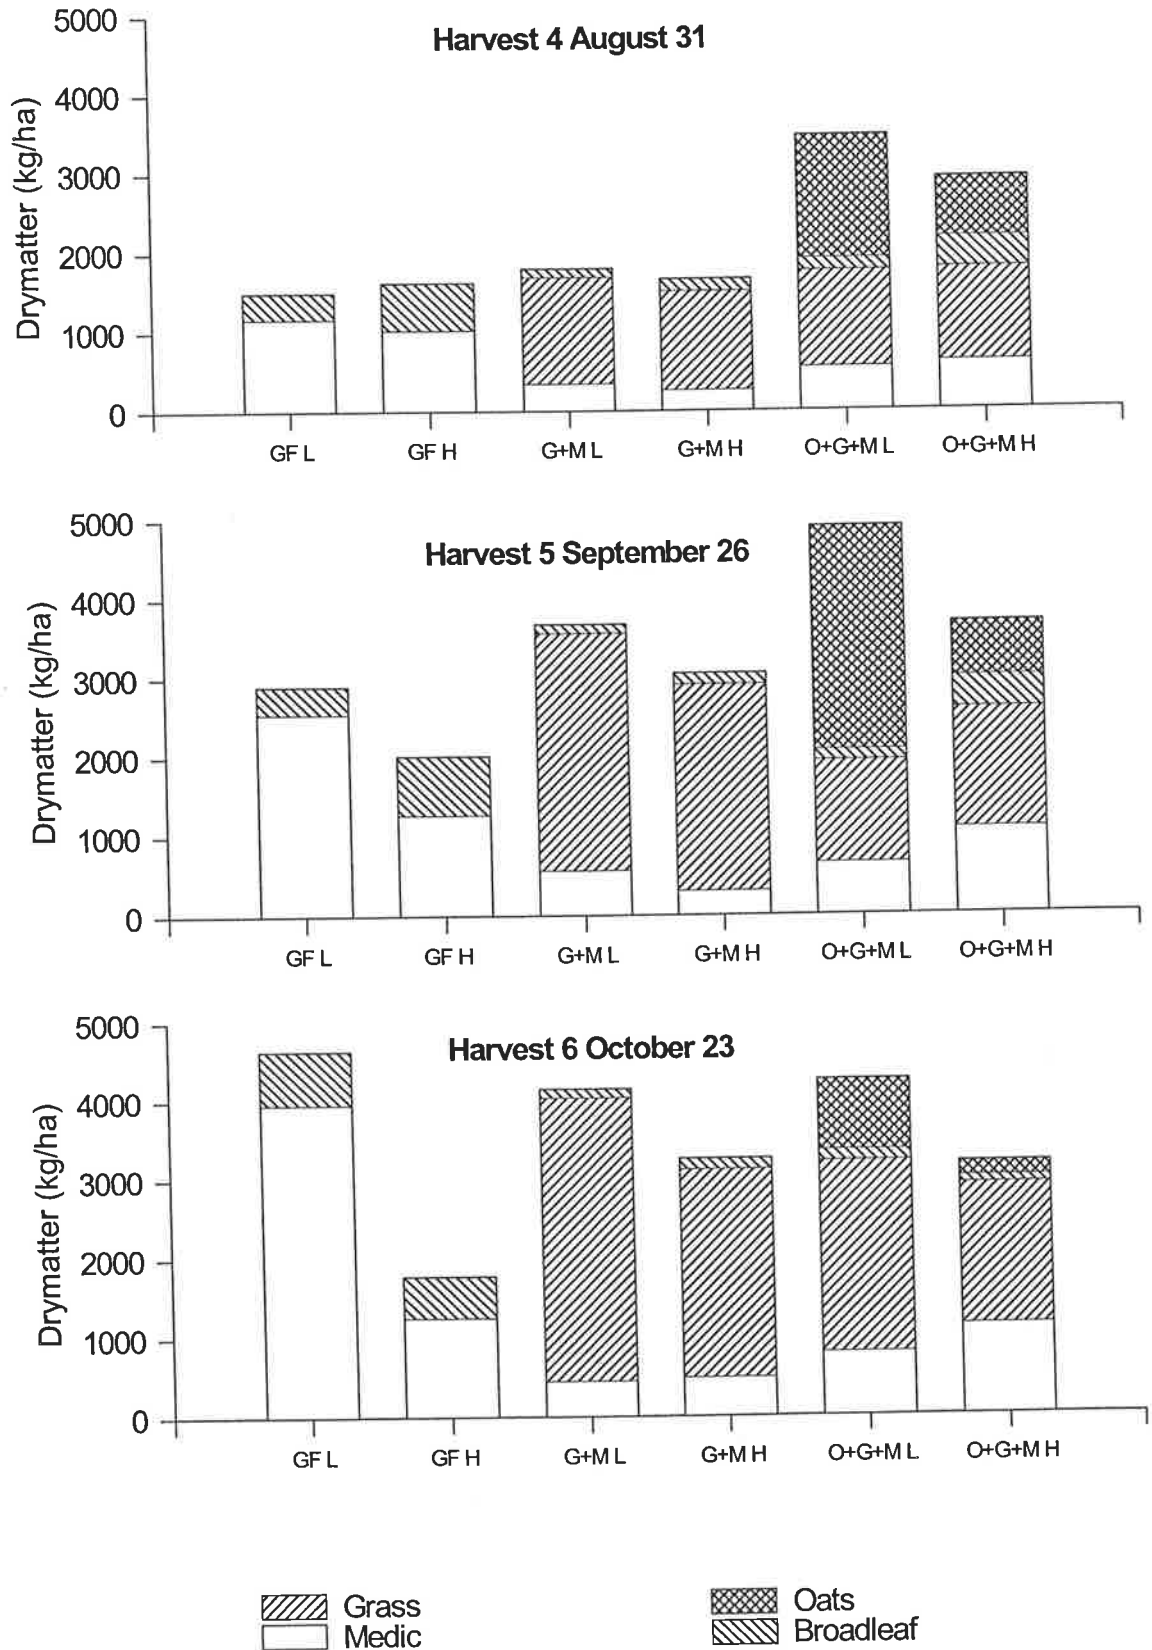 Harvest 4 August 31
Drymatter (kg/ha)
5000
4000
3000
2000
1000
0
GF L
GF H
G+M L
G+M H
O+G+M L
O+G+M H
Harvest 5 September 26
Drymatter (kg/ha)
5000
4000
3000
2000
1000
0
GF L
GF H
G+M L
G+M H
O+G+M L
O+G+M H
Harvest 6 October 23
Drymatter (kg/ha)
5000
4000
3000
2000
1000
0
GF L
GF H
G+M L
G+M H
O+G+M L
O+G+M H
Grass
Medic
Oats
Broadleaf